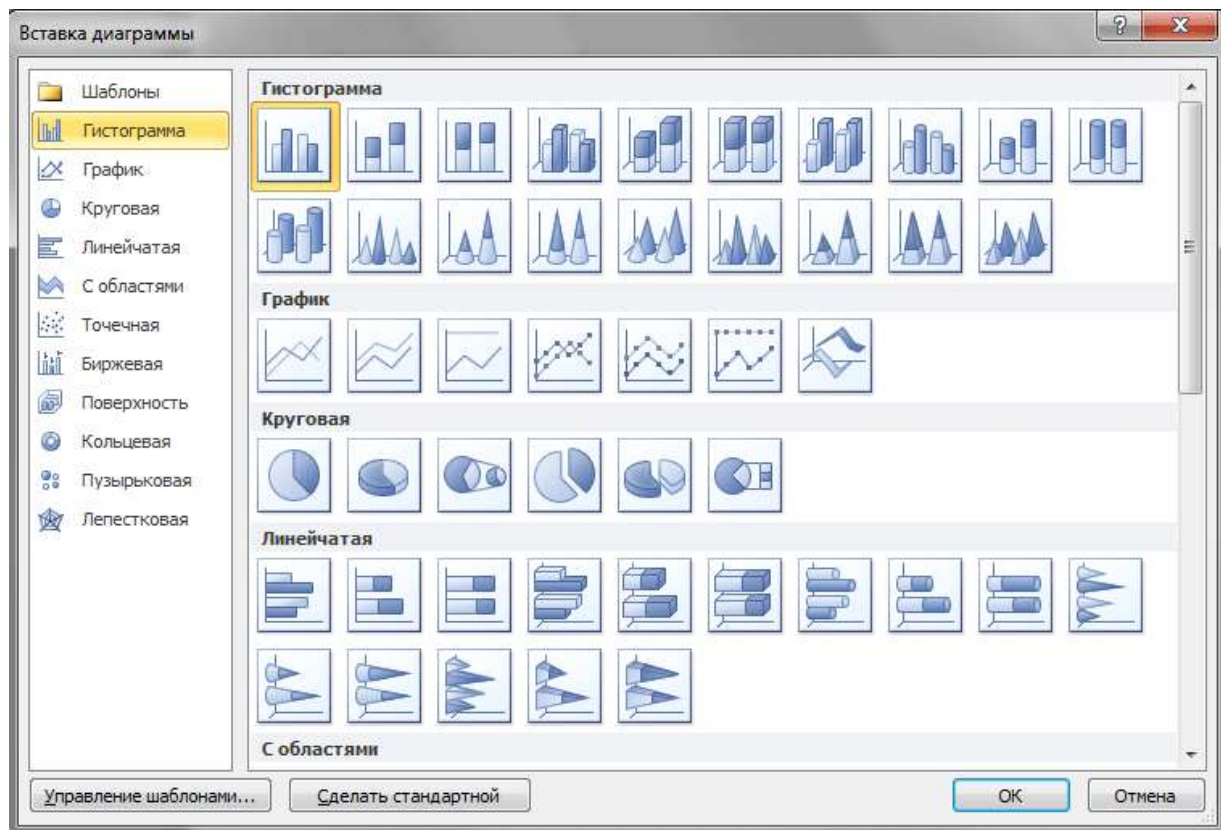 Вставка диаграммы
Шаблоны
Гистограмма
График
Круговая
Линейчатая
С областями
Точечная
Биржевая
Поверхность
Кольцевая
Пузырьковая
Лепестковая
Гистограмма
График
Круговая
Линейчатая
С областями
Управление шаблонами...
Сделать стандартной
ОК
Отмена